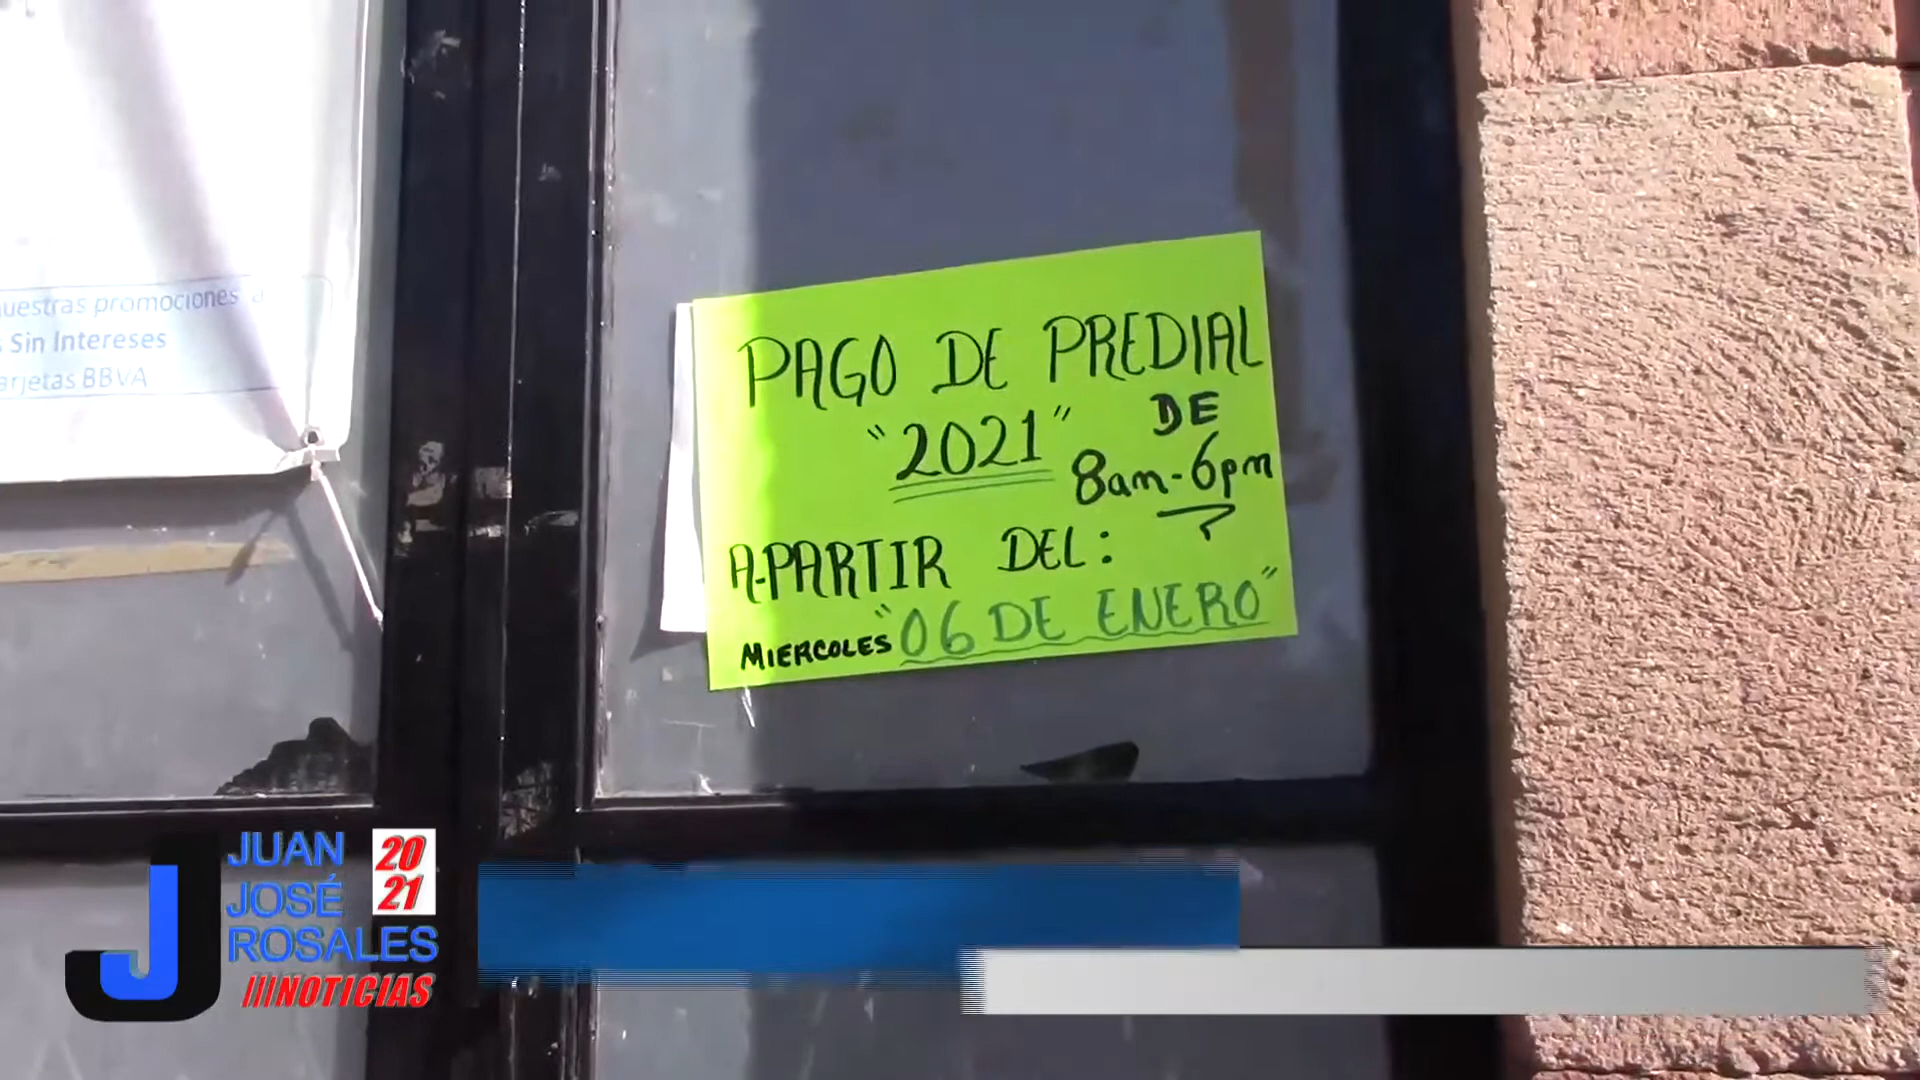 uestras promociones a
s Sin Intereses
arjetas BBVA
PAGO DE PREDIAL
"2021" DE
8am-6pm
A-PARTIR DEL:
MIERCOLES "06 DE ENERO"
JUAN
JOSÉ
ROSALES
20
21
///NOTICIAS